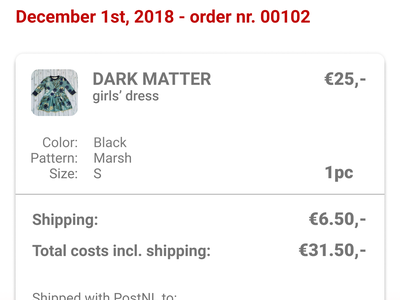 December 1st, 2018 - order nr. 00102
DARK MATTER €25,-
girls’ dress
Color: Black
Pattern: Marsh
Size: S 1pc
Shipping: €6.50,-
Total costs incl. shipping: €31.50,-
Shipped with PostNL to: